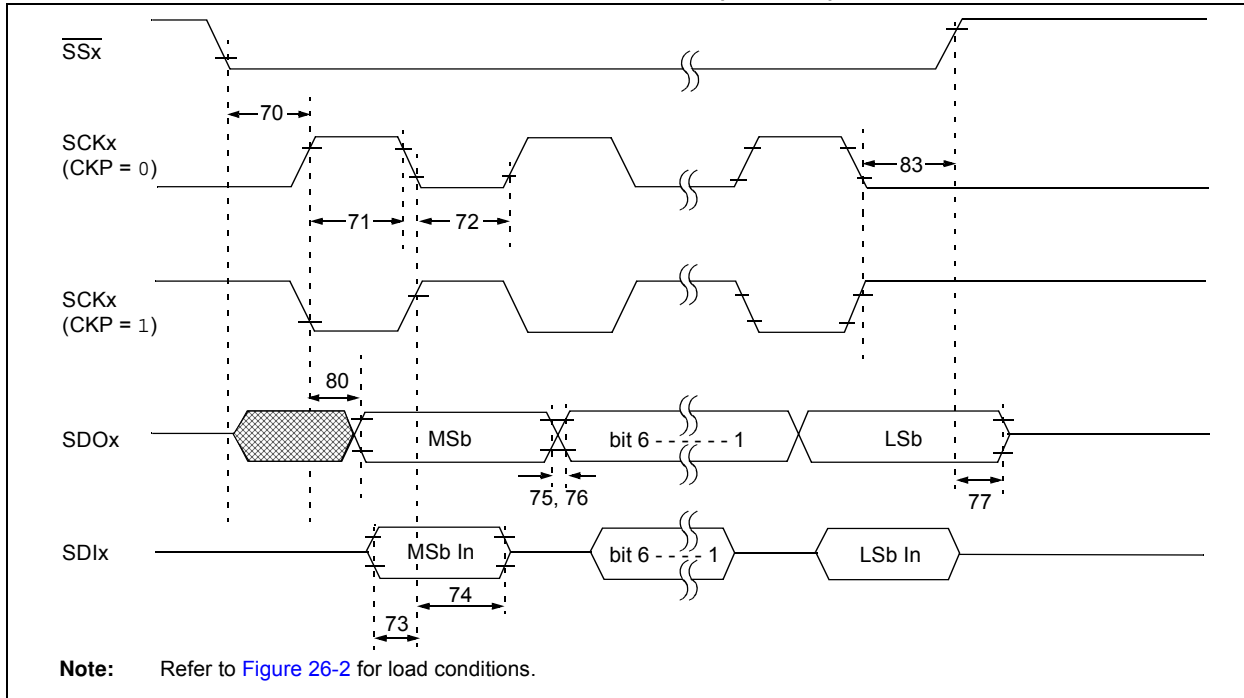 SSx
70
SCKx
(CKP = 0)
83
71
72
SCKx
(CKP = 1)
80
SDOx
MSb
bit 6 - - - - - - 1
LSb
75, 76
77
SDIx
MSb In
bit 6 - - - - 1
LSb In
74
73
Note: Refer to Figure 26-2 for load conditions.